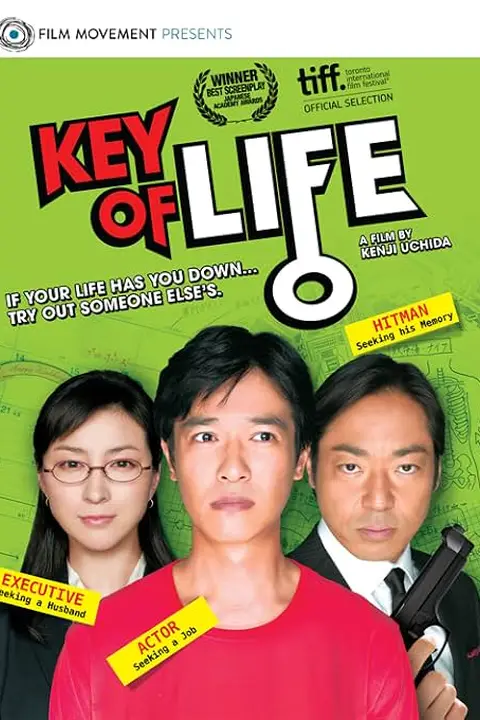 FILM MOVEMENT PRESENTS
WINNER
BEST SCREENPLAY
JAPANESE
ACADEMY AWARDS
tiff. toronto
international
film festival
OFFICIAL SELECTION
KEY
OF
LIFE
A FILM BY
KENJI UCHIDA
IF YOUR LIFE HAS YOU DOWN...
TRY OUT SOMEONE ELSE'S.
HITMAN
Seeking his Memory
EXECUTIVE
eeking a Husband
ACTOR
Seeking a Job